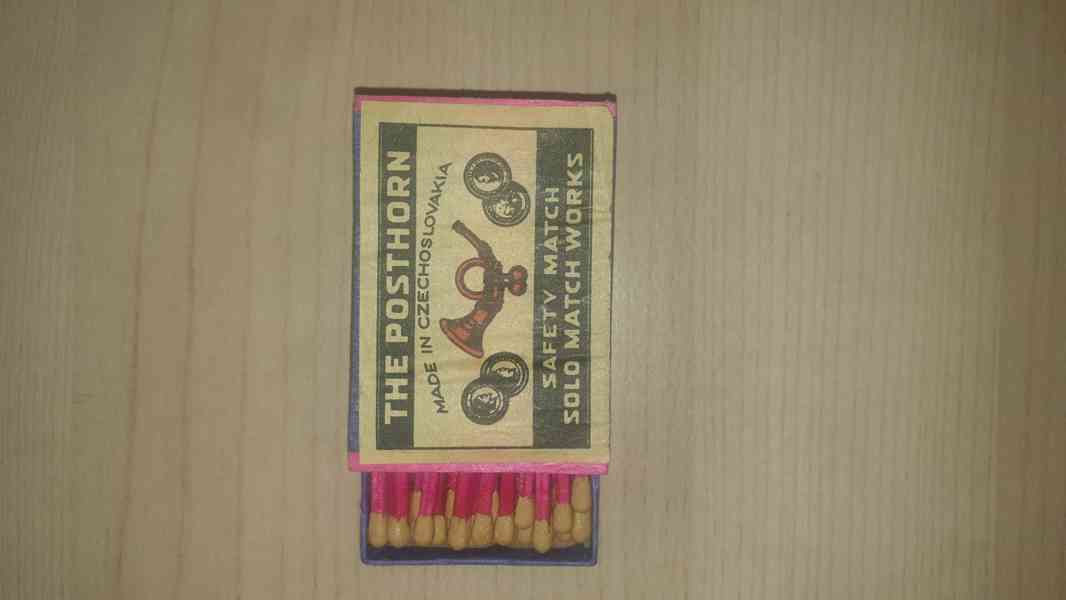 THE POSTHORN
MADE IN CZECHOSLOVAKIA
SAFETY MATCH
SOLO MATCH WORKS